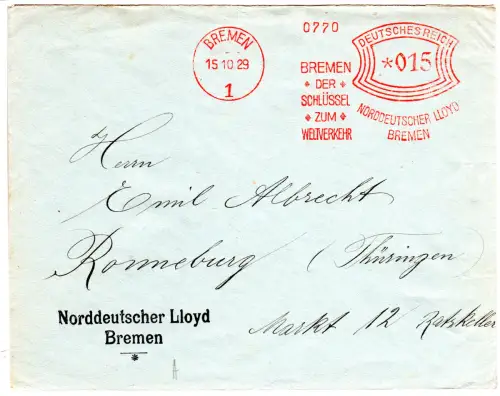 0770
BREMEN
15 10 29
1
BREMEN
DER
SCHLÜSSEL
ZUM
WELTVERKEHR
DEUTSCHES REICH
*015
NORDDEUTSCHER LLOYD
BREMEN
Herrn
Emil Albrecht
Ronneburg (Thüringen)
Markt 12 Ratskeller
Norddeutscher Lloyd
Bremen
*